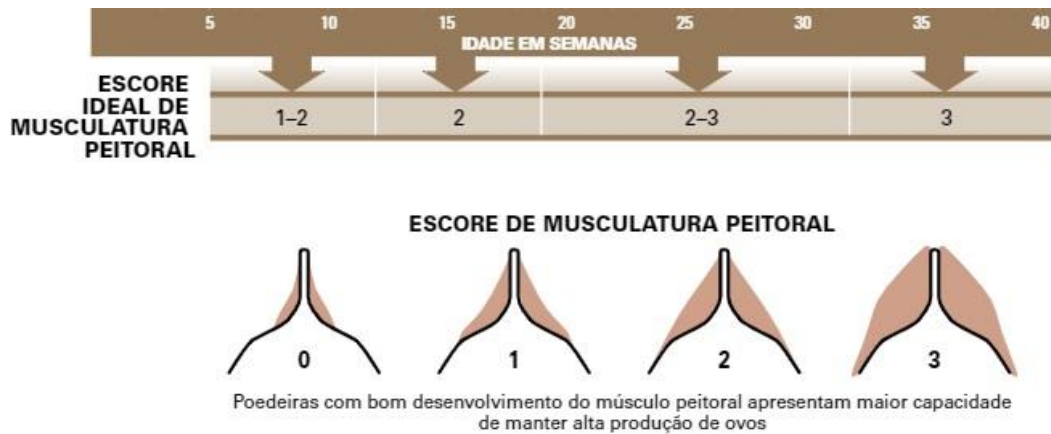 5 10 15 20 25 30 35 40
IDADE EM SEMANAS
ESCORE
IDEAL DE
MUSCULATURA
PEITORAL
1–2 2 2–3 3
ESCORE DE MUSCULATURA PEITORAL
0 1 2 3
Poedeiras com bom desenvolvimento do músculo peitoral apresentam maior capacidade
de manter alta produção de ovos